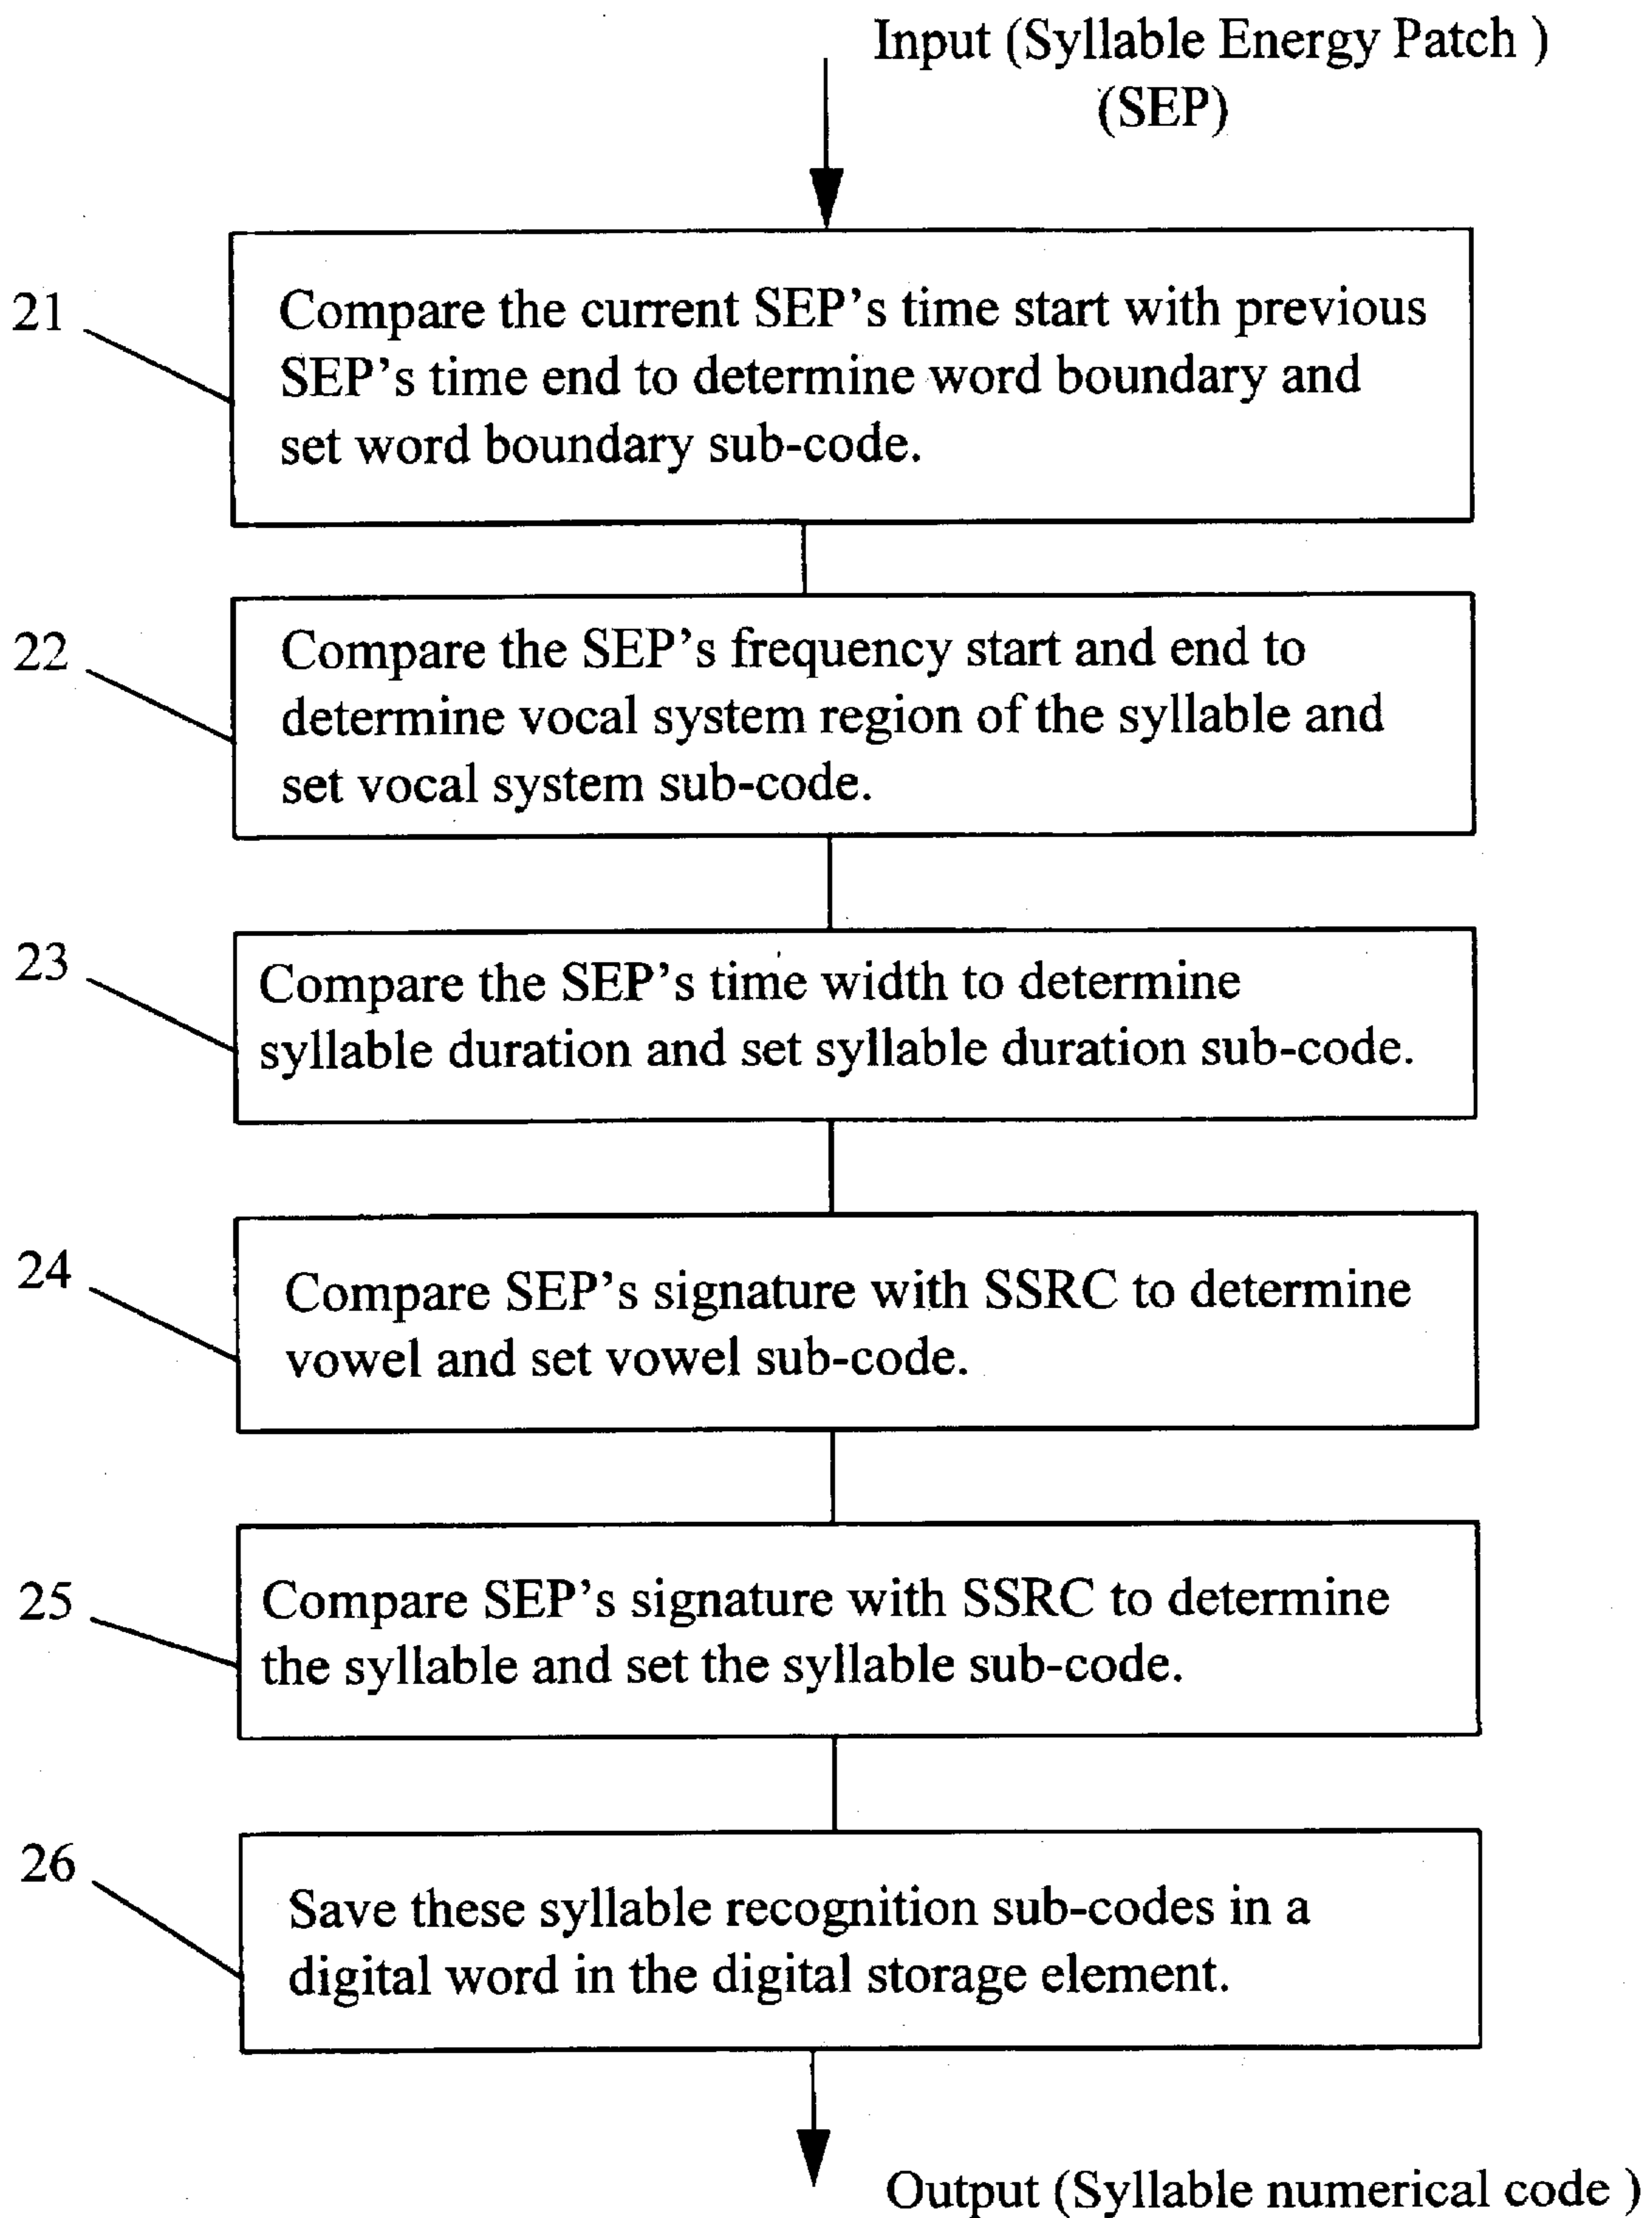 Input (Syllable Energy Patch )
(SEP)
21
Compare the current SEP's time start with previous
SEP's time end to determine word boundary and
set word boundary sub-code.
22
Compare the SEP's frequency start and end to
determine vocal system region of the syllable and
set vocal system sub-code.
23
Compare the SEP's time width to determine
syllable duration and set syllable duration sub-code.
24
Compare SEP's signature with SSRC to determine
vowel and set vowel sub-code.
25
Compare SEP's signature with SSRC to determine
the syllable and set the syllable sub-code.
26
Save these syllable recognition sub-codes in a
digital word in the digital storage element.
Output (Syllable numerical code )